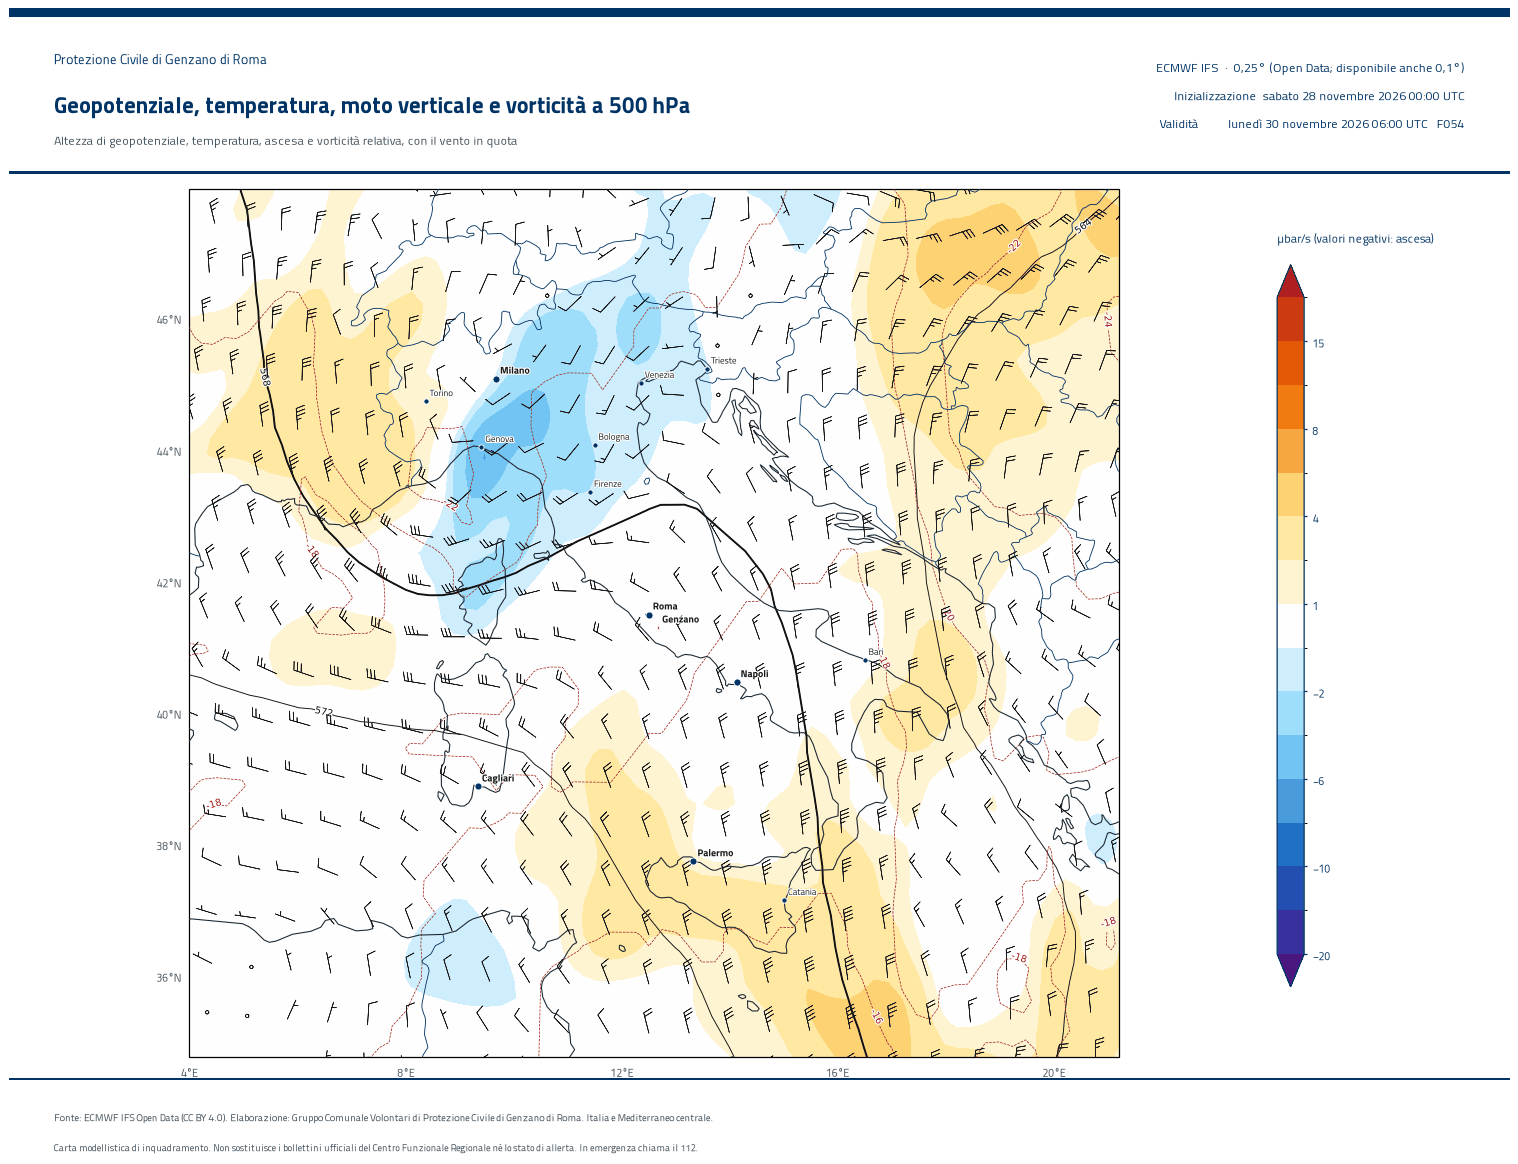 Protezione Civile di Genzano di Roma
ECMWF IFS · 0,25° (Open Data; disponibile anche 0,1°)
Geopotenziale, temperatura, moto verticale e vorticità a 500 hPa
Inizializzazione sabato 28 novembre 2026 00:00 UTC
Altezza di geopotenziale, temperatura, ascesa e vorticità relativa, con il vento in quota
Validità lunedì 30 novembre 2026 06:00 UTC F054
µbar/s (valori negativi: ascesa)
564
-22
46°N
-24
15
568
Trieste
Milano
Venezia
Torino
8
44°N
Genova
Bologna
Firenze
-22
4
-18
42°N
1
Roma
Genzano
-20
Bari
-18
Napoli
-2
40°N
572
Cagliari
-6
-18
38°N
Palermo
-10
Catania
-18
36°N
-18
-20
-16
4°E
8°E
12°E
16°E
20°E
Fonte: ECMWF IFS Open Data (CC BY 4.0). Elaborazione: Gruppo Comunale Volontari di Protezione Civile di Genzano di Roma. Italia e Mediterraneo centrale.
Carta modellistica di inquadramento. Non sostituisce i bollettini ufficiali del Centro Funzionale Regionale né lo stato di allerta. In emergenza chiama il 112.